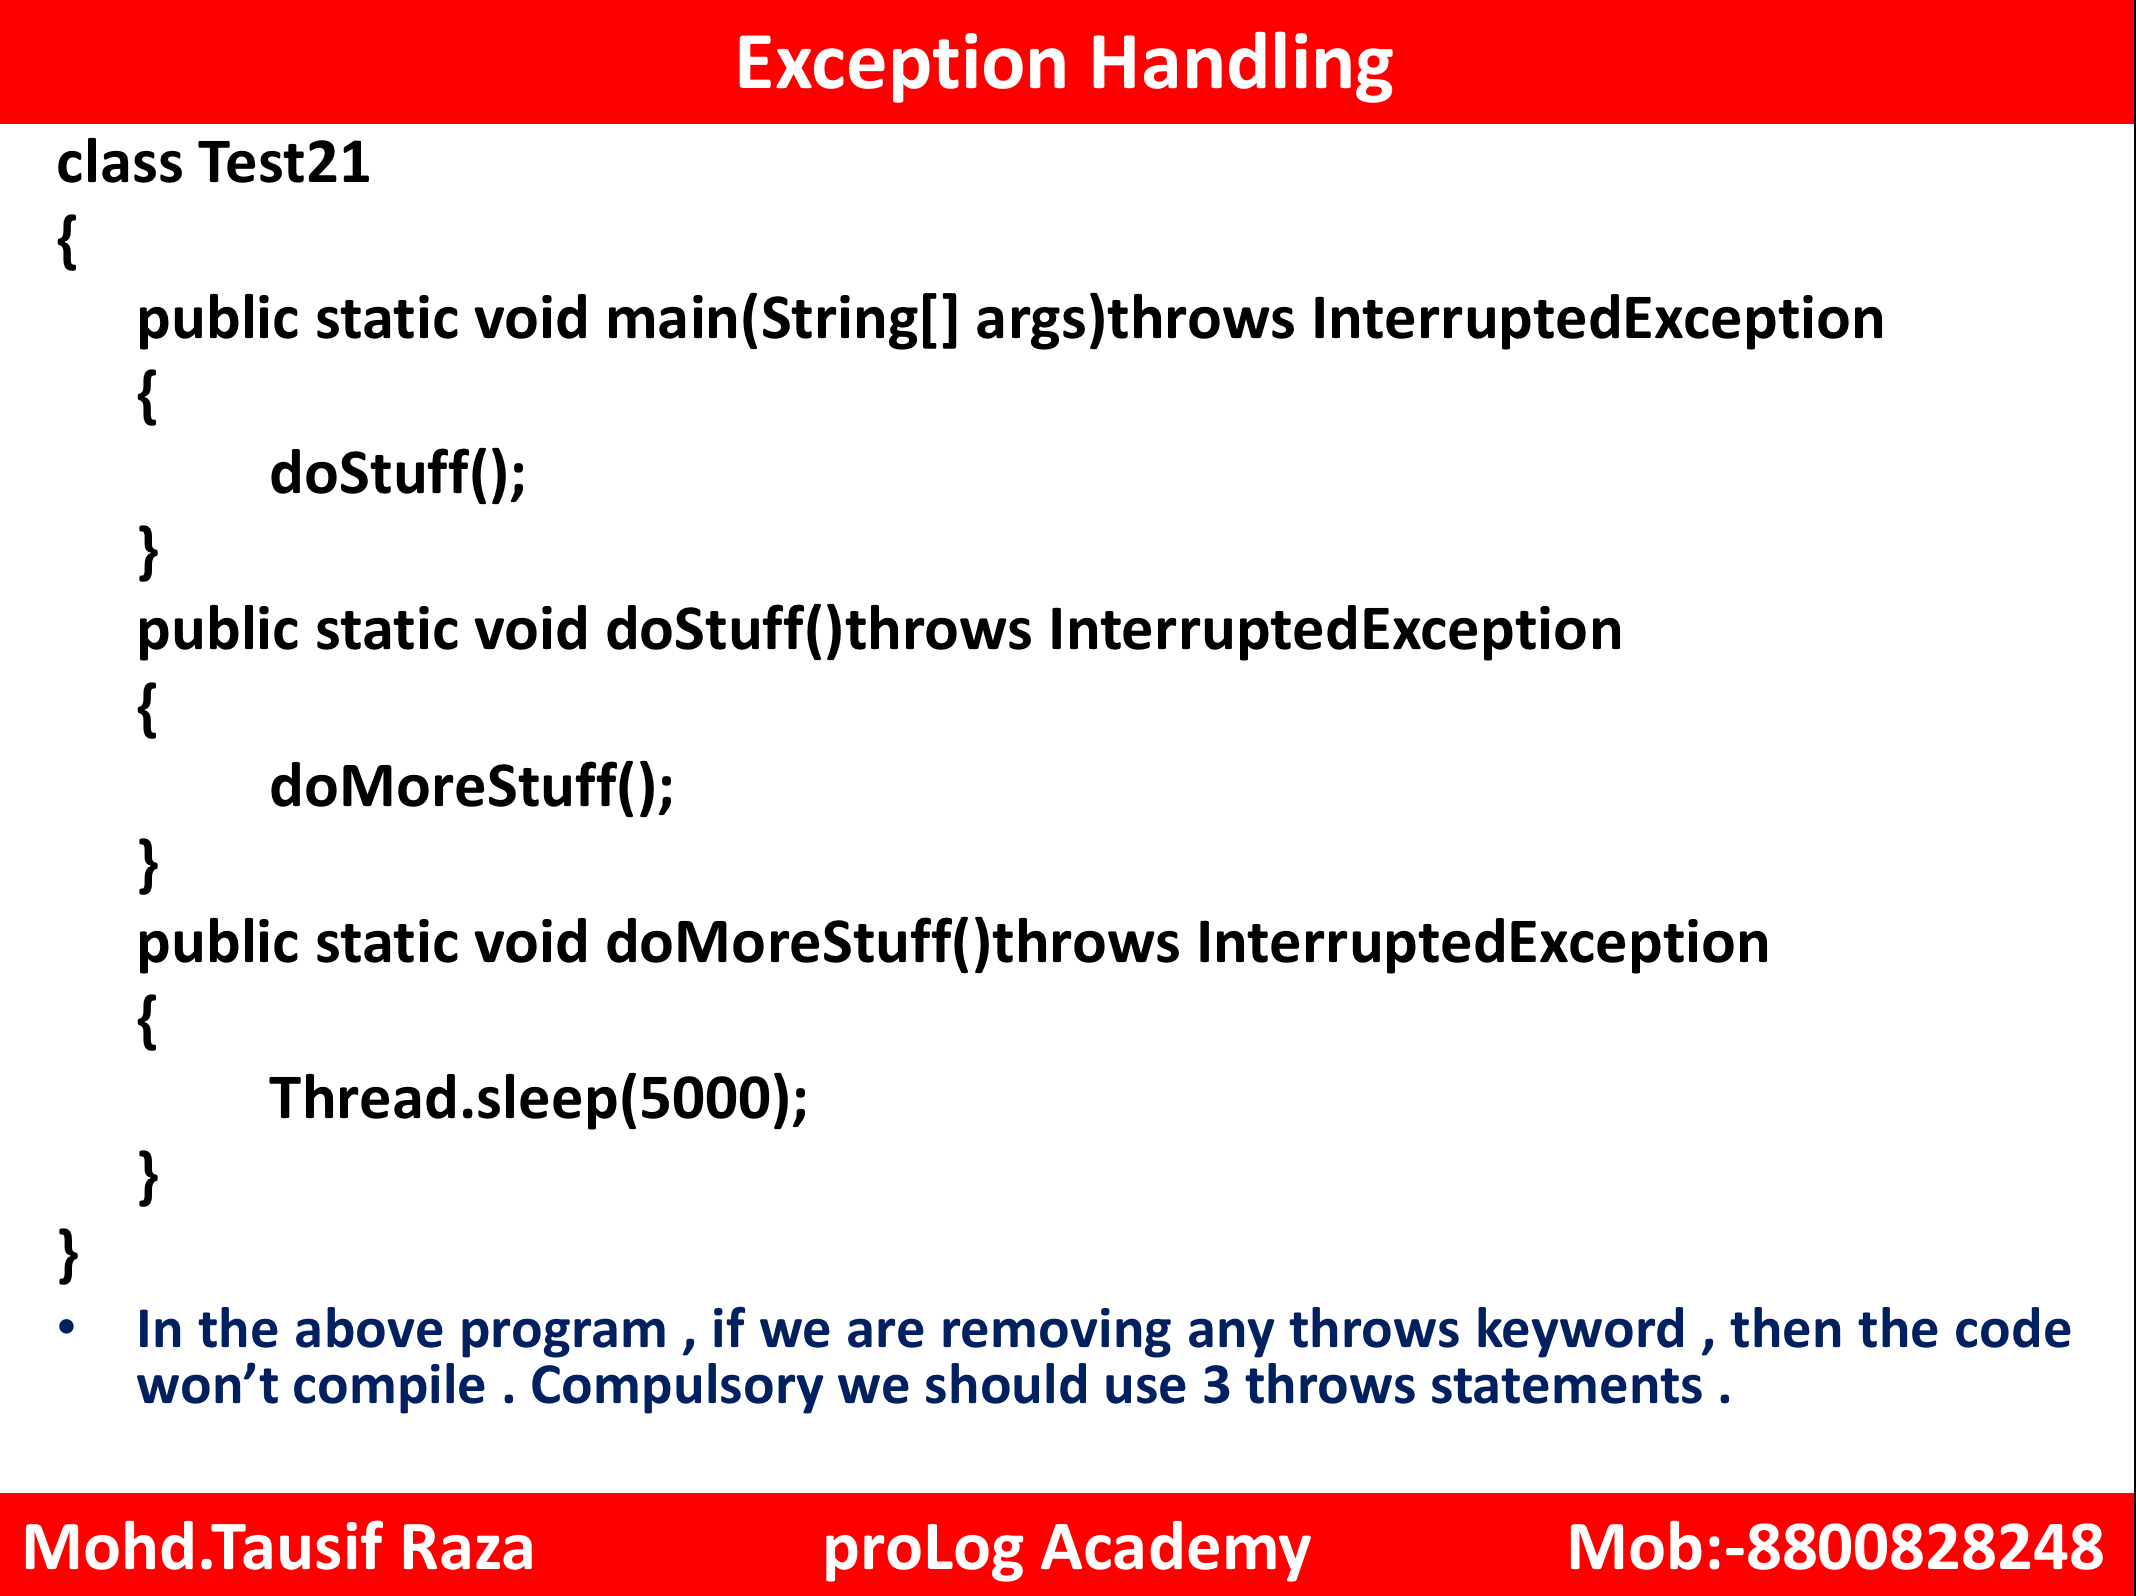 Exception Handling
class Test21
{
public static void main(String[] args)throws InterruptedException
{
doStuff();
}
public static void doStuff()throws InterruptedException
{
doMoreStuff();
}
public static void doMoreStuff()throws InterruptedException
{
Thread.sleep(5000);
}
}
• In the above program , if we are removing any throws keyword , then the code
won’t compile . Compulsory we should use 3 throws statements .
Mohd.Tausif Raza proLog Academy Mob:-8800828248